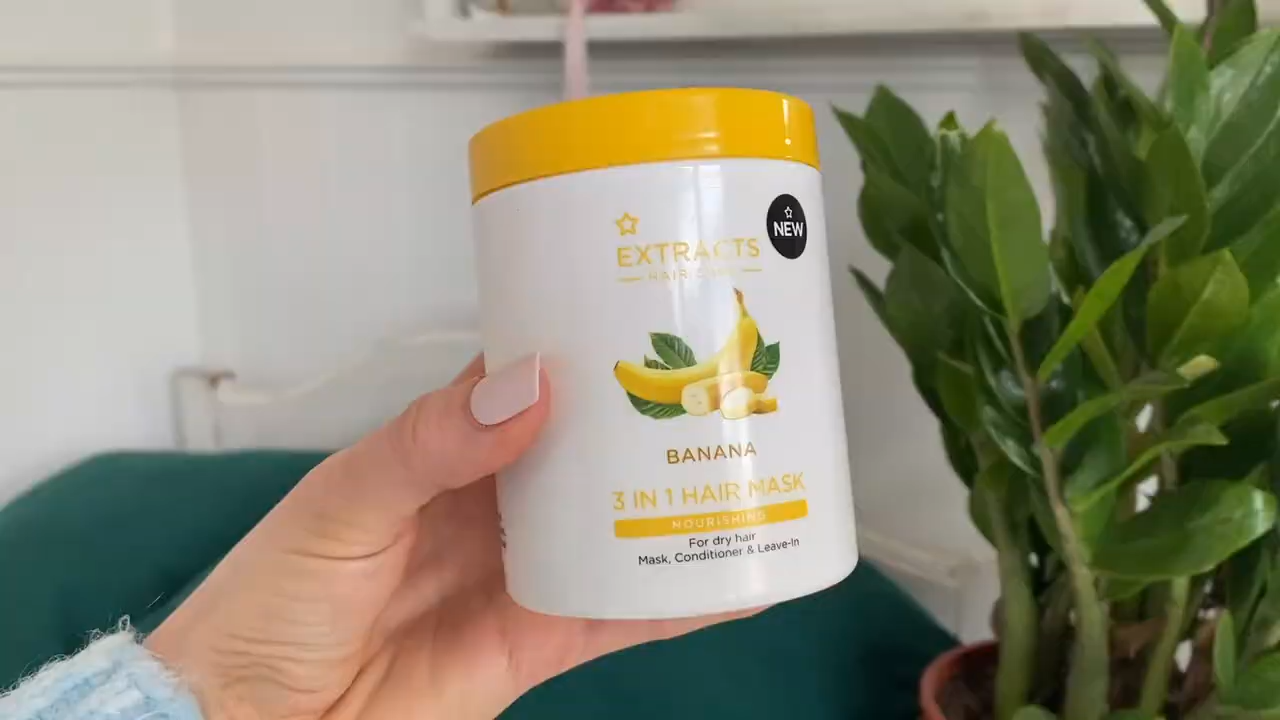 NEW
EXTRACTS
HAIR CARE
BANANA
3 IN 1 HAIR MASK
NOURISHING
For dry hair
Mask, Conditioner & Leave-In